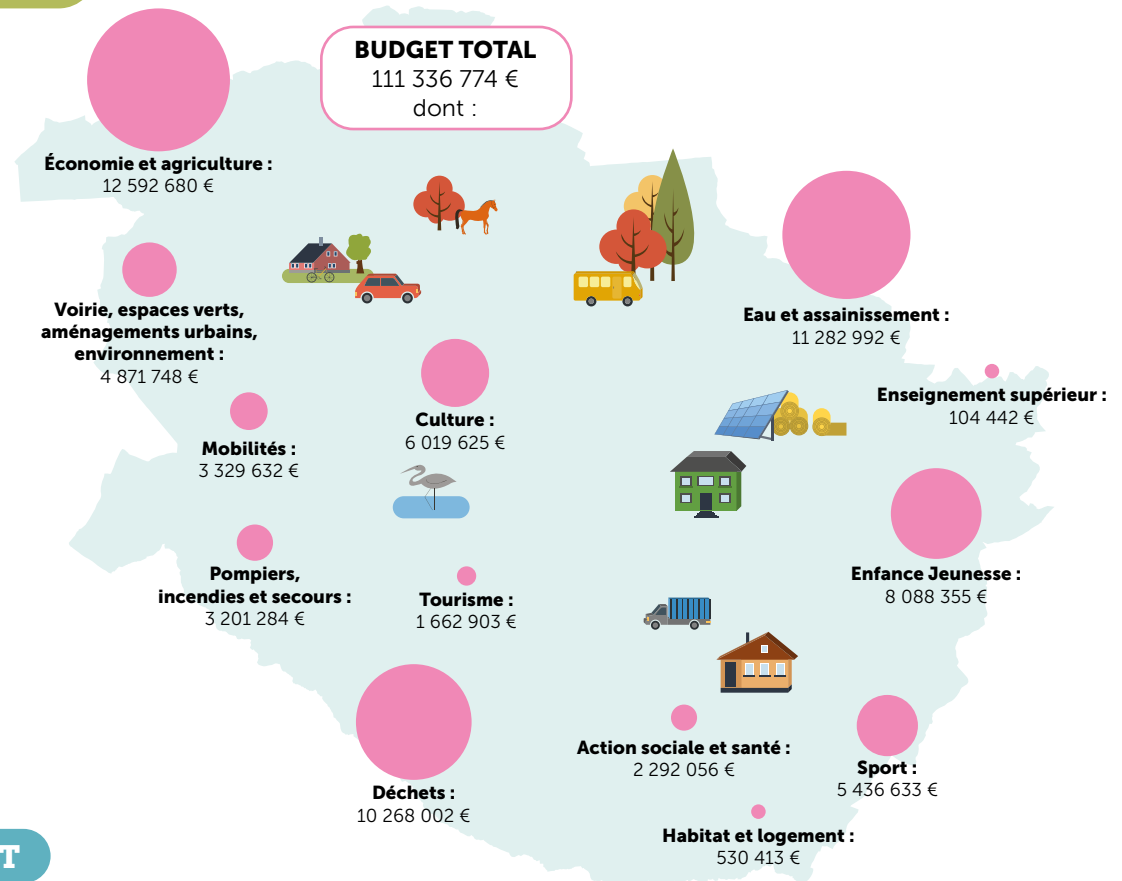 BUDGET TOTAL
111 336 774 €
dont :
Économie et agriculture :
12 592 680 €
Voirie, espaces verts,
aménagements urbains,
environnement :
4 871 748 €
Eau et assainissement :
11 282 992 €
Enseignement supérieur :
104 442 €
Culture :
6 019 625 €
Mobilités :
3 329 632 €
Enfance Jeunesse :
8 088 355 €
Pompiers,
incendies et secours :
3 201 284 €
Tourisme :
1 662 903 €
Action sociale et santé :
2 292 056 €
Sport :
5 436 633 €
Déchets :
10 268 002 €
Habitat et logement :
530 413 €
T